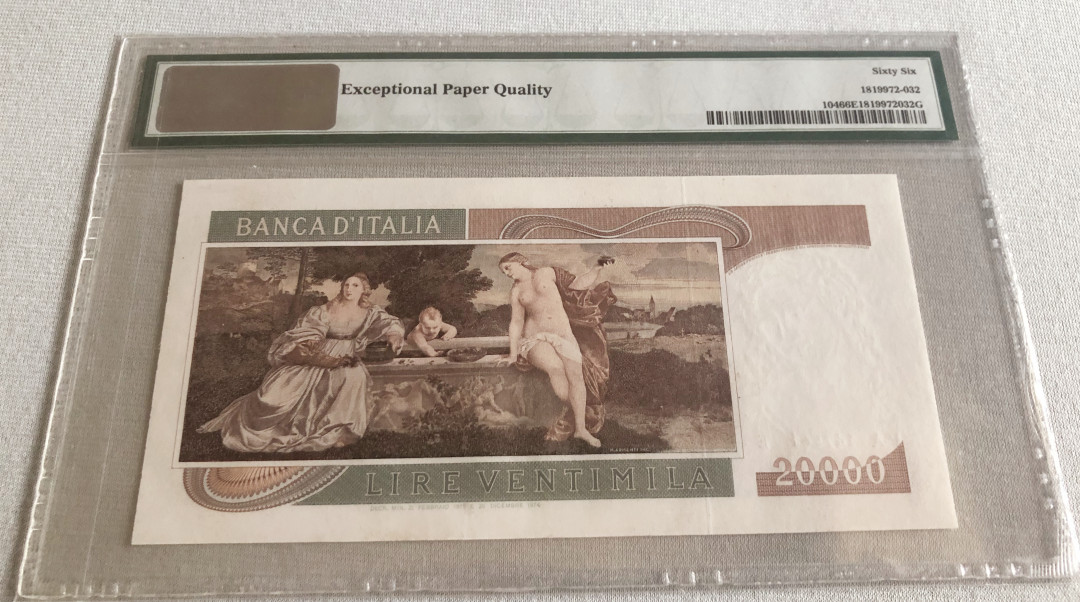 Exceptional Paper Quality
Sixty Six
1819972-032
10466E1819972032G
BANCA D'ITALIA
LIRE VENTIMILA
20000